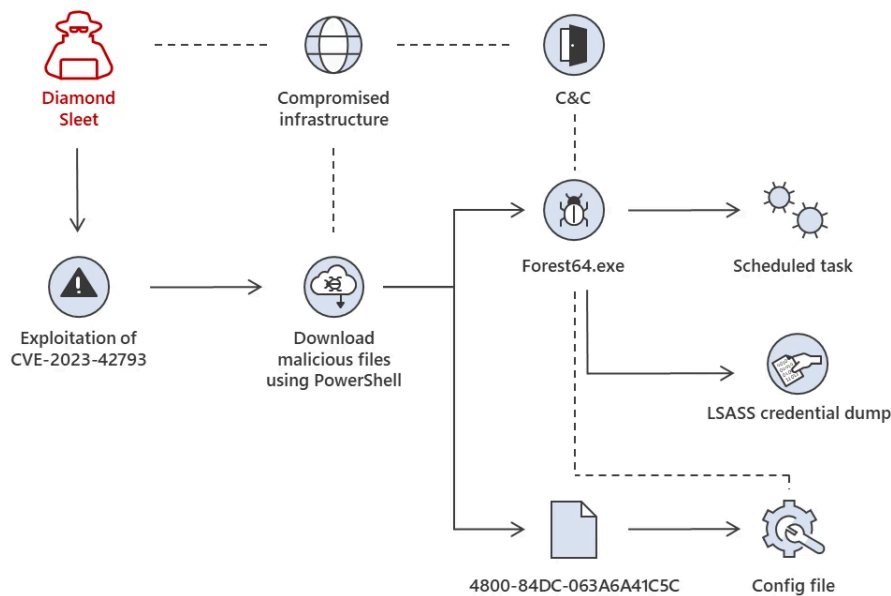 Diamond
Sleet
Compromised
infrastructure
C&C
Exploitation of
CVE-2023-42793
Download
malicious files
using PowerShell
Forest64.exe
Scheduled task
LSASS credential dump
4800-84DC-063A6A41C5C
Config file